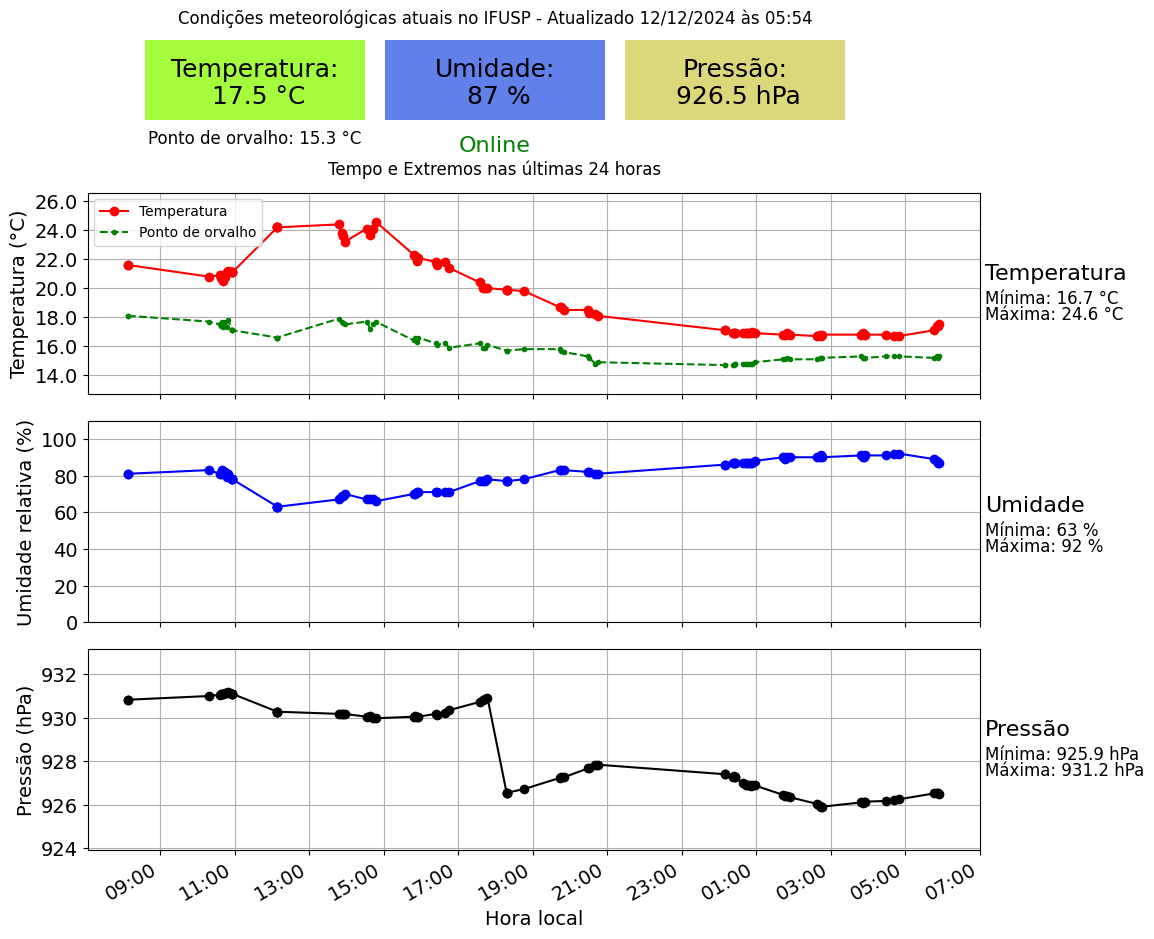 Condições meteorológicas atuais no IFUSP - Atualizado 12/12/2024 às 05:54
Temperatura:
17.5 °C
Umidade:
87 %
Pressão:
926.5 hPa
Ponto de orvalho: 15.3 °C
Online
Tempo e Extremos nas últimas 24 horas
Temperatura (°C)
26.0
24.0
22.0
20.0
18.0
16.0
14.0
Temperatura
Ponto de orvalho
Temperatura
Mínima: 16.7 °C
Máxima: 24.6 °C
Umidade relativa (%)
100
80
60
40
20
0
Umidade
Mínima: 63 %
Máxima: 92 %
Pressão (hPa)
932
930
928
926
924
Pressão
Mínima: 925.9 hPa
Máxima: 931.2 hPa
09:00 11:00 13:00 15:00 17:00 19:00 21:00 23:00 01:00 03:00 05:00 07:00
Hora local